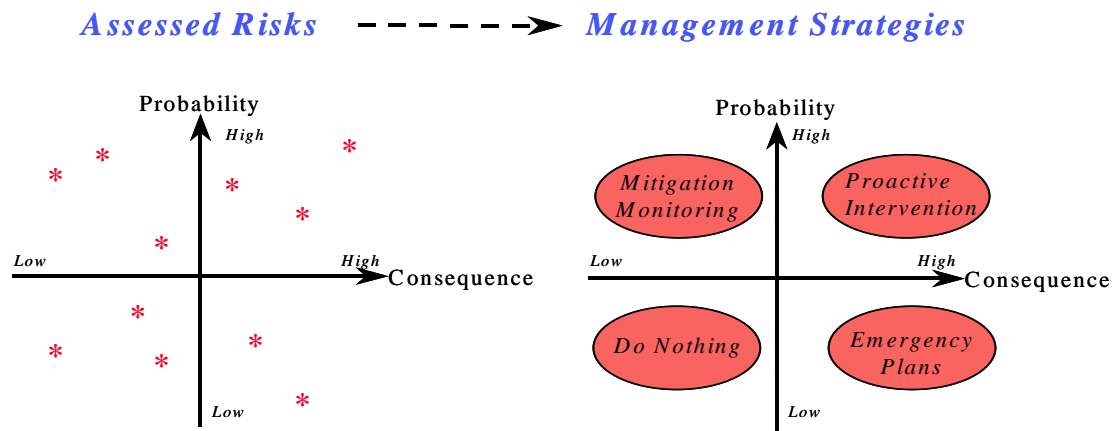 Assessed Risks
Management Strategies
Probability
High
Low
High
Consequence
Low
Probability
High
Mitigation
Monitoring
Proactive
Intervention
Low
High
Consequence
Do Nothing
Emergency
Plans
Low